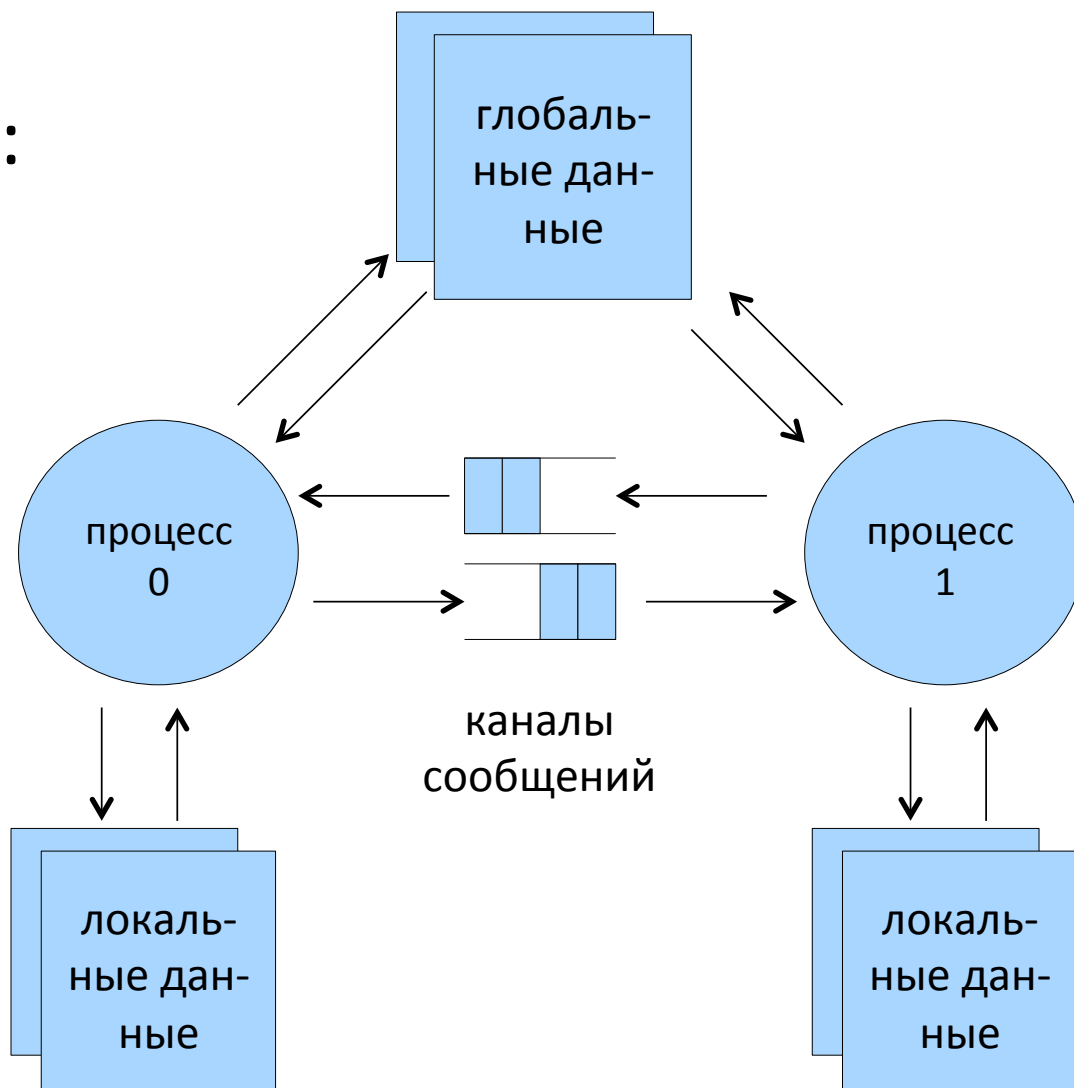 :
глобаль-
ные дан-
ные
процесс
0
процесс
1
каналы
сообщений
локаль-
ные дан-
ные
локаль-
ные дан-
ные